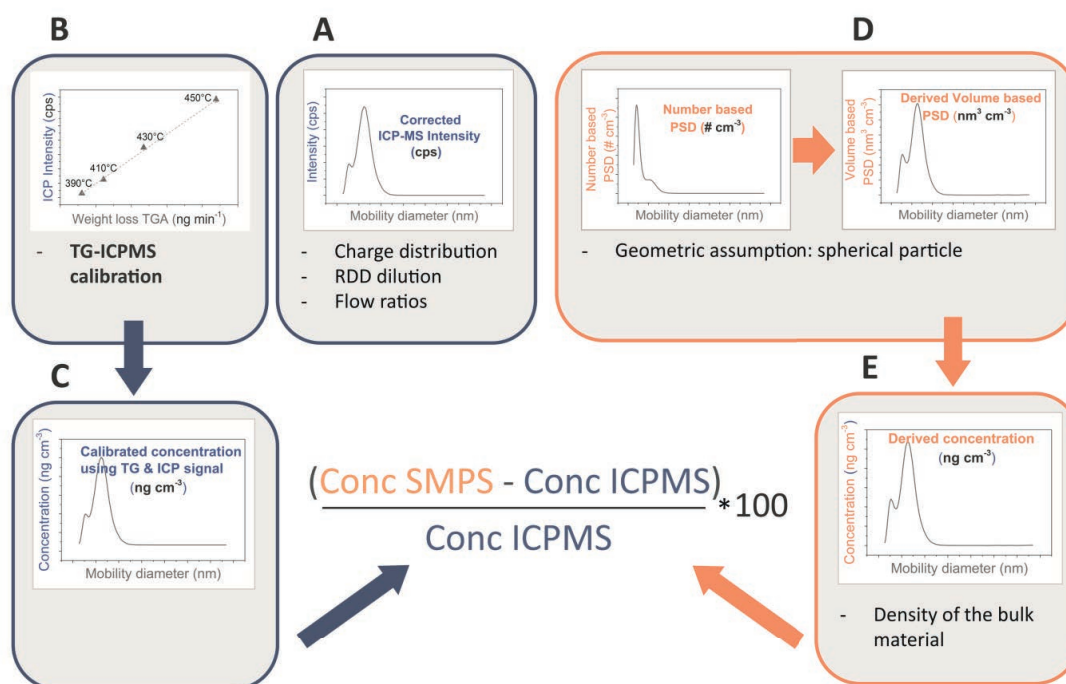 B
ICP Intensity (cps)
390°C
410°C
430°C
450°C
Weight loss TGA (ng min⁻¹)
- TG-ICPMS
calibration
A
Intensity (cps)
Corrected
ICP-MS Intensity
(cps)
Mobility diameter (nm)
- Charge distribution
- RDD dilution
- Flow ratios
D
Number based
PSD (# cm⁻³)
Number based
PSD (# cm⁻³)
Mobility diameter (nm)
Volume based
PSD (nm³ cm⁻³)
Derived Volume based
PSD (nm³ cm⁻³)
Mobility diameter (nm)
- Geometric assumption: spherical particle
C
Concentration (ng cm⁻³)
Calibrated concentration
using TG & ICP signal
(ng cm⁻³)
Mobility diameter (nm)
(Conc SMPS - Conc ICPMS)
Conc ICPMS
*100
E
Concentration (ng cm⁻³)
Derived concentration
(ng cm⁻³)
Mobility diameter (nm)
- Density of the bulk
material